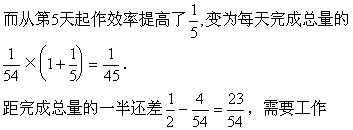 而从第5天起作效率提高了1/5,变为每天完成总量的
1/54×(1+1/5)=1/45.
距完成总量的一半还差1/2-4/54=23/54，需要工作